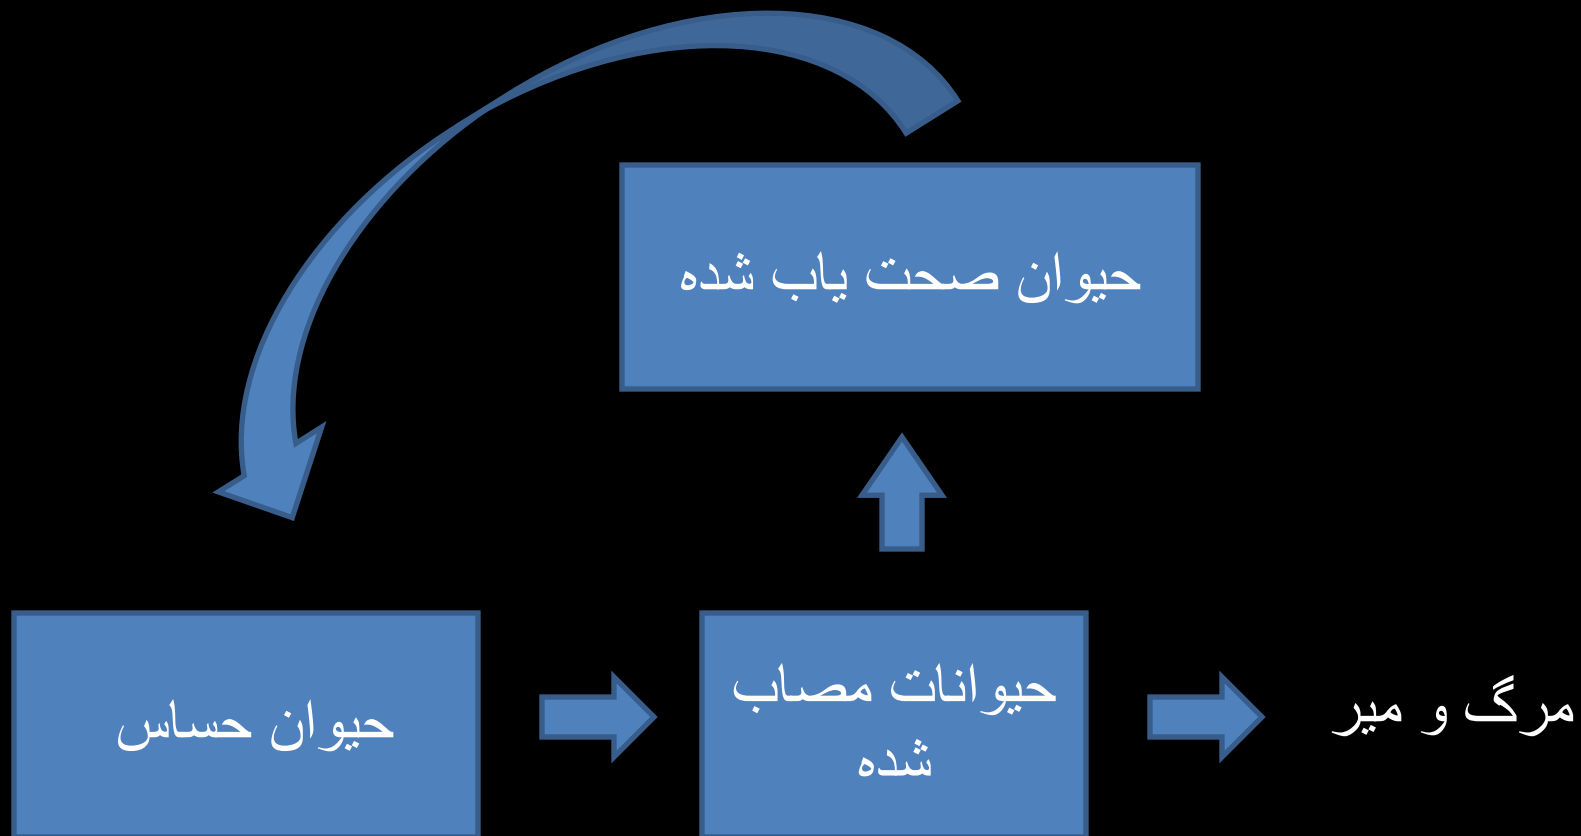 حیوان صحت یاب شده
حیوان حساس
حیوانات مصاب
شده
مرگ و میر